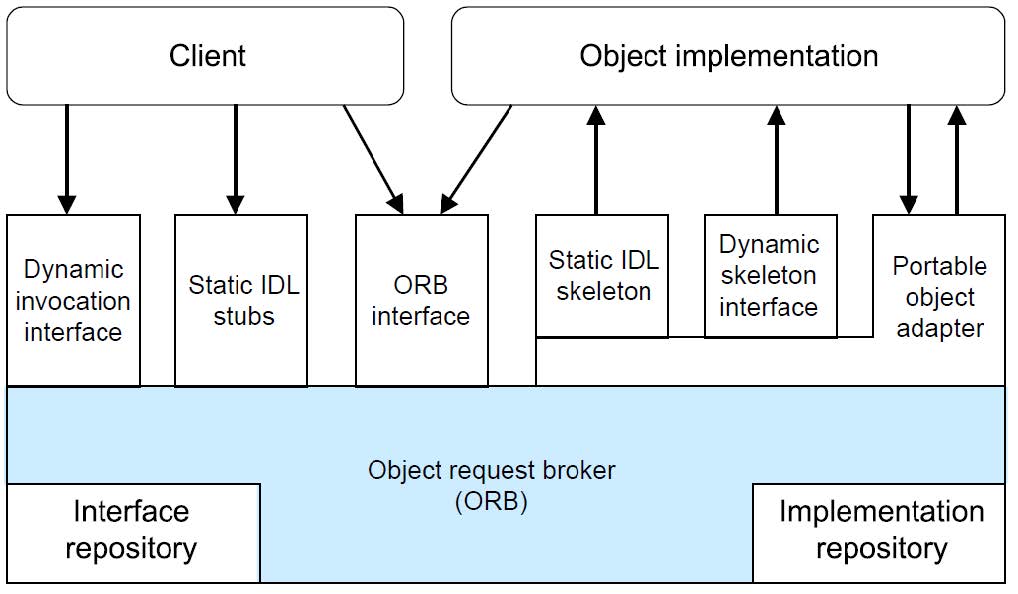 Client
Object implementation
Dynamic
invocation
interface
Static IDL
stubs
ORB
interface
Static IDL
skeleton
Dynamic
skeleton
interface
Portable
object
adapter
Object request broker
(ORB)
Interface
repository
Implementation
repository